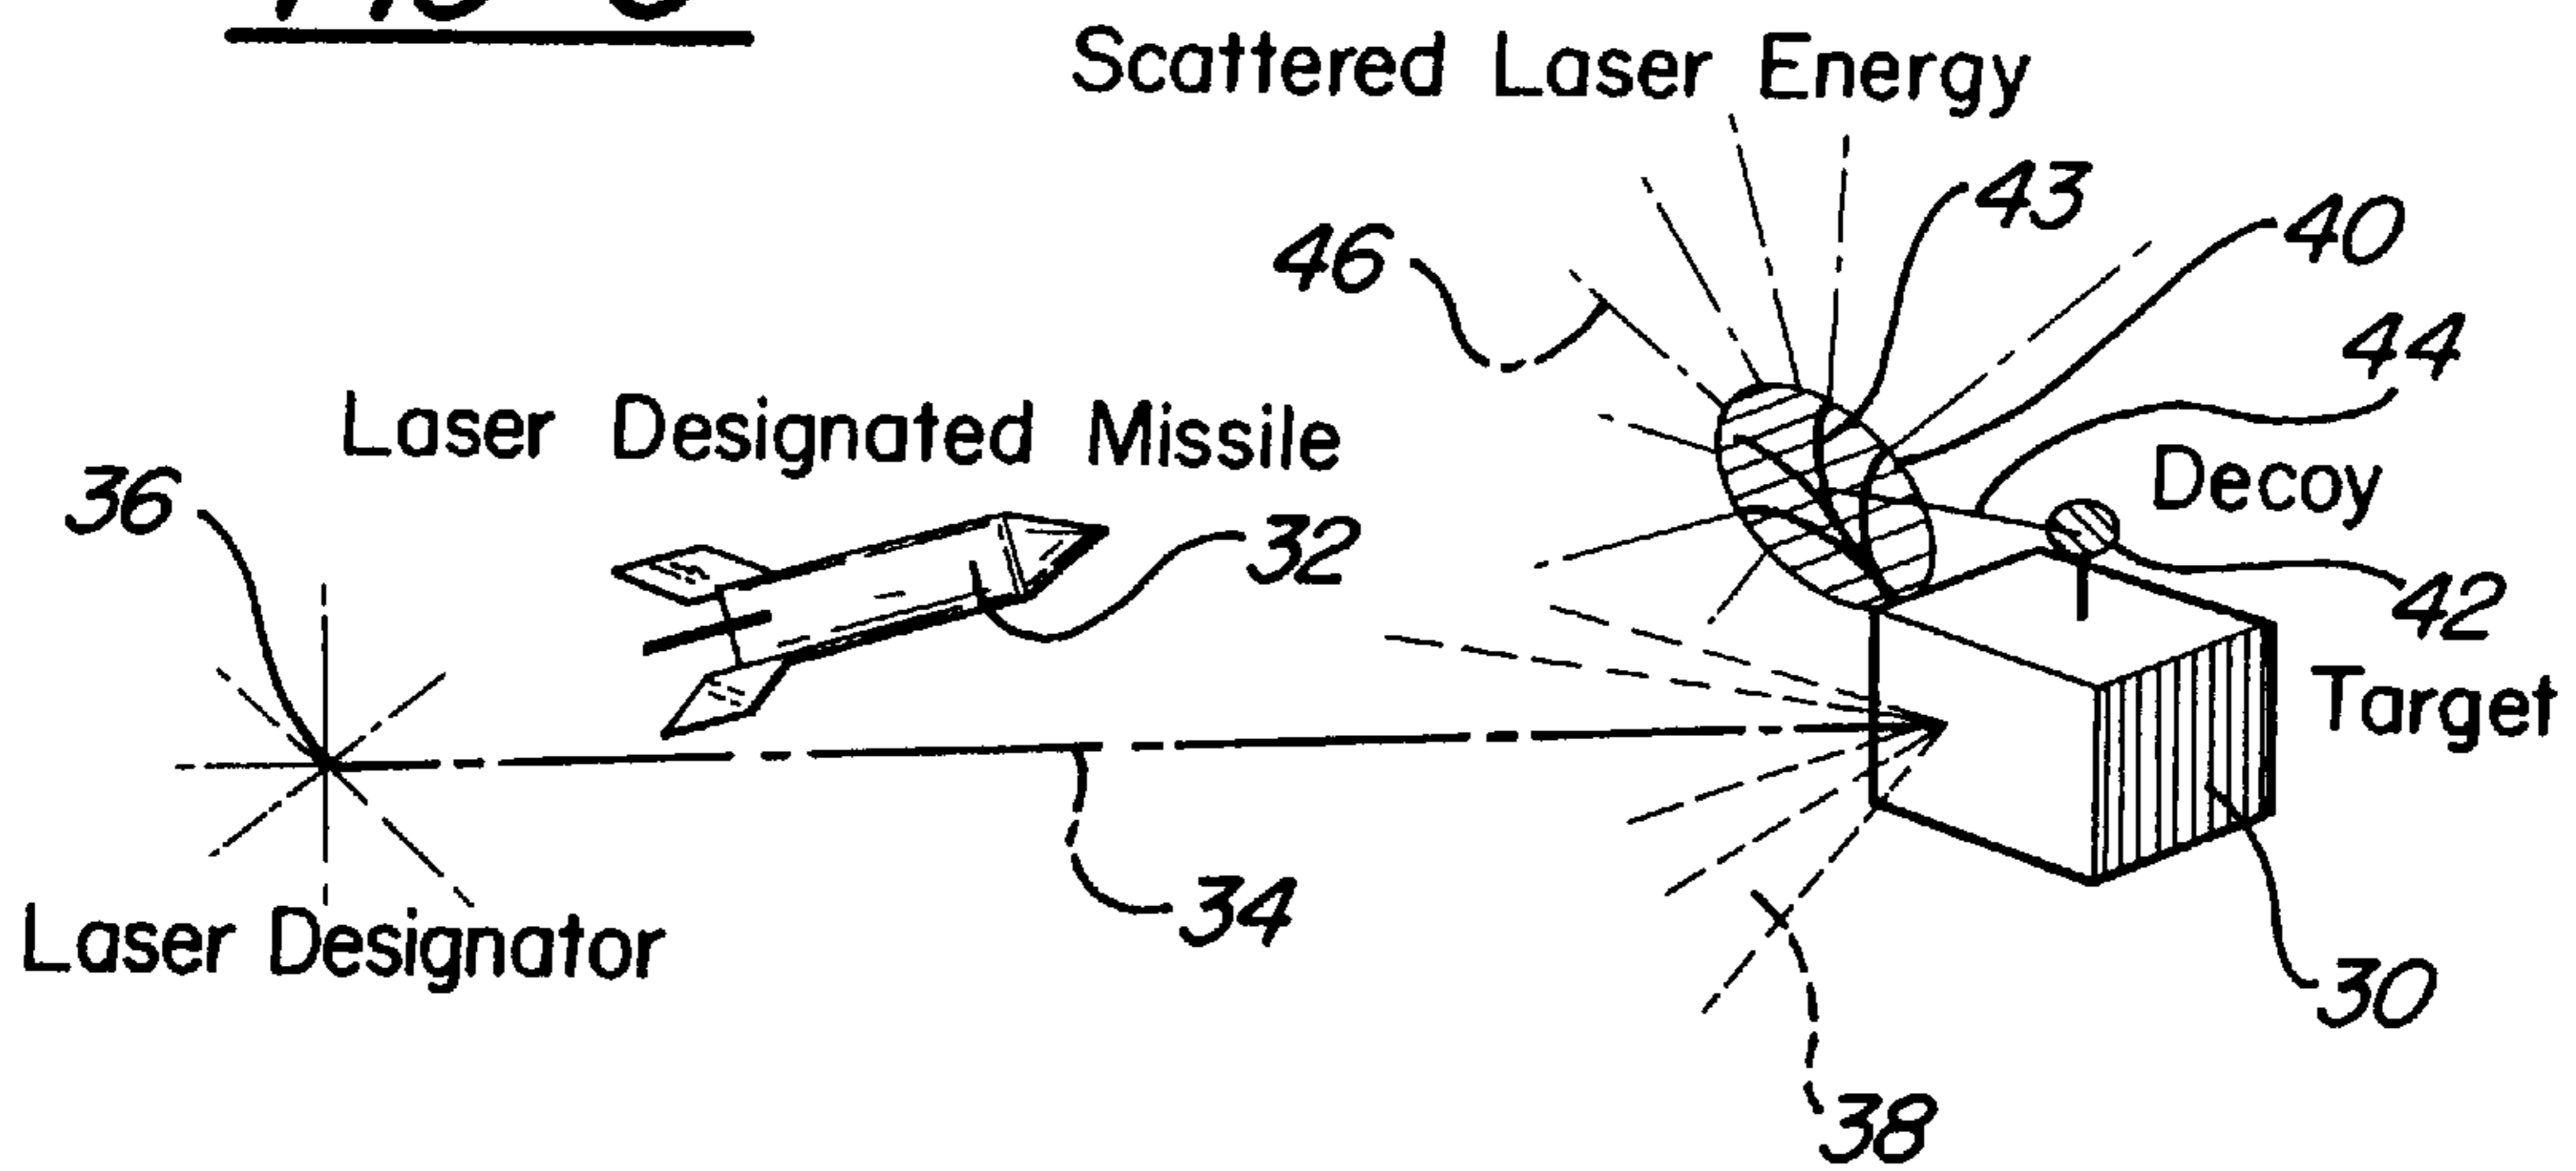 Scattered Laser Energy
43
40
46
44
Laser Designated Missile
Decoy
36
32
42
Target
34
Laser Designator
30
38